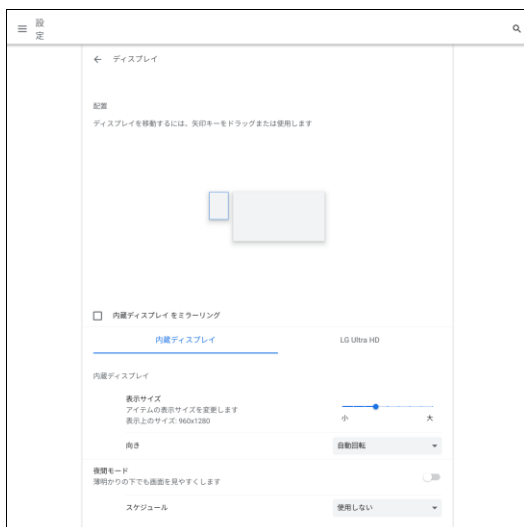 設
定
ディスプレイ
配置
ディスプレイを移動するには、矢印キーをドラッグまたは使用します
内蔵ディスプレイ をミラーリング
内蔵ディスプレイ
LG Ultra HD
内蔵ディスプレイ
表示サイズ
アイテムの表示サイズを変更します
表示上のサイズ: 960x1280
小
大
向き
自動回転
夜間モード
薄明かりの下でも画面を見やすくします
スケジュール
使用しない